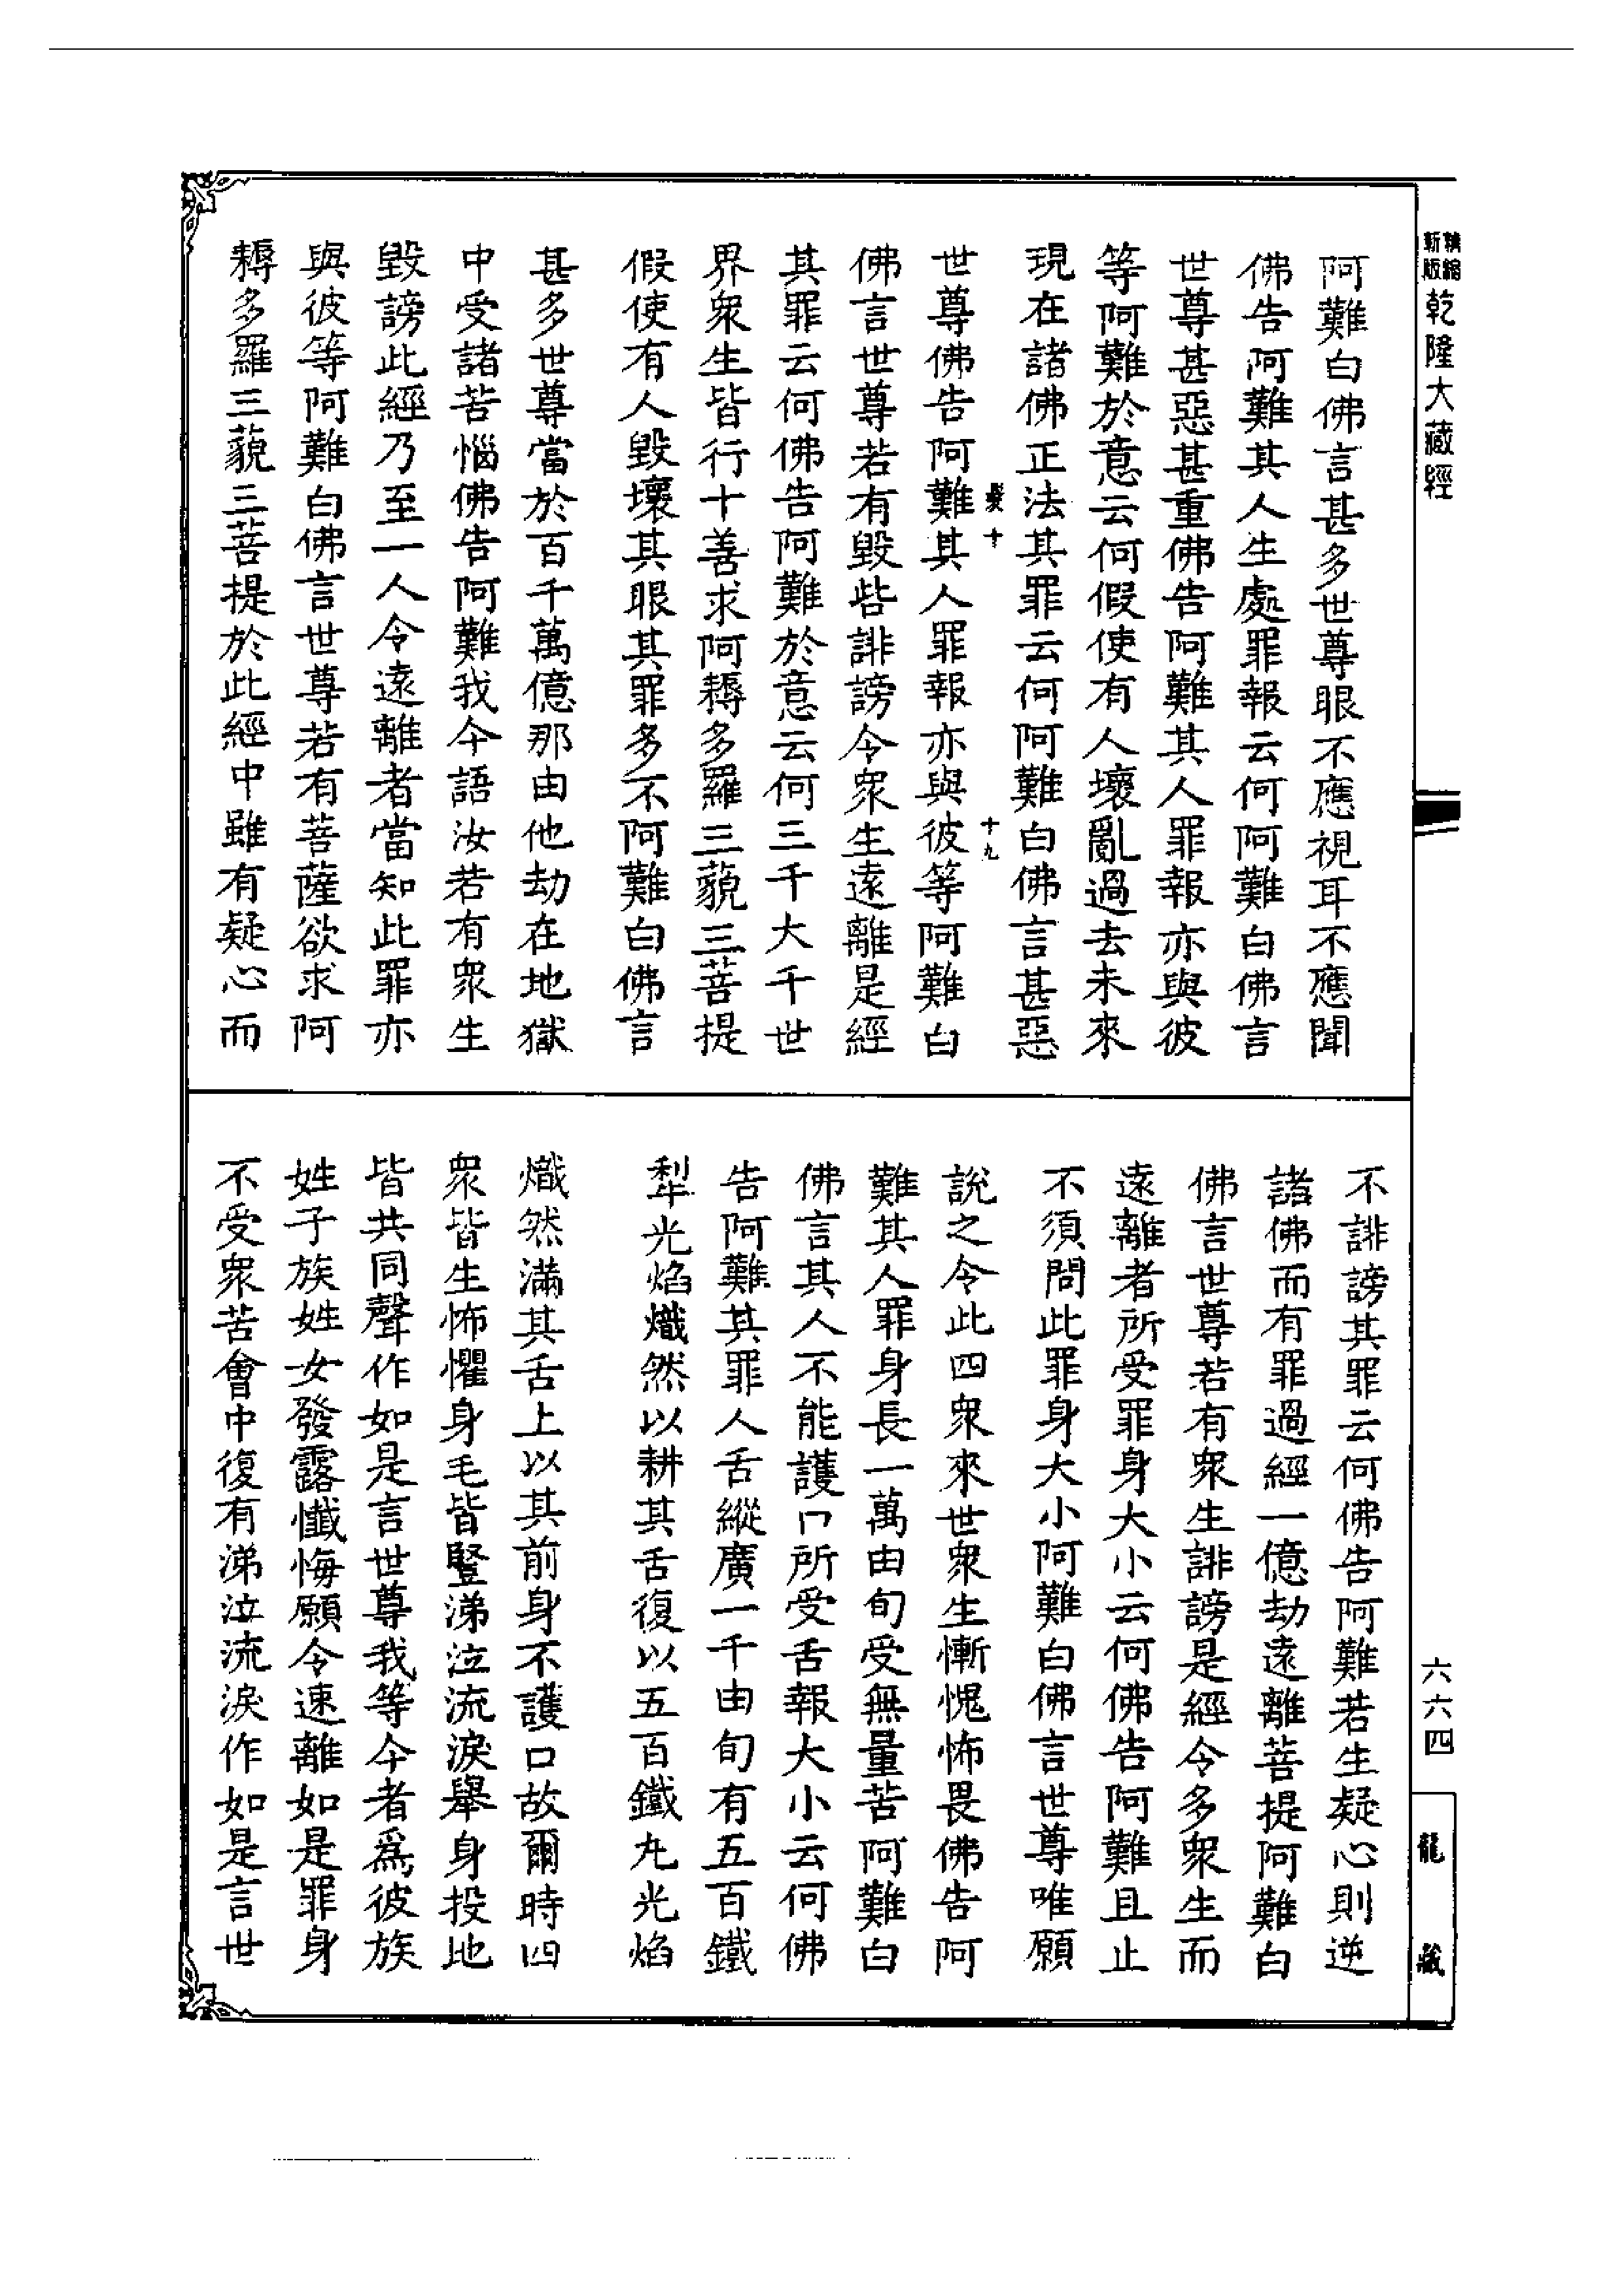 精縮
新版
乾隆大藏經
阿難白佛言甚多世尊眼不應視耳不應聞
佛告阿難其人生處罪報云何阿難白佛言
世尊甚惡甚重佛告阿難其人罪報亦與彼
等阿難於意云何假使有人壞亂過去未來
現在諸佛正法其罪云何阿難白佛言甚惡
髮十
十九
世尊佛告阿難其人罪報亦與彼等阿難白
佛言世尊若有毀呰誹謗令眾生遠離是經
其罪云何佛告阿難於意云何三千大千世
界眾生皆行十善求阿耨多羅三藐三菩提
假使有人毀壞其眼其罪多不阿難白佛言
甚多世尊當於百千萬億那由他劫在地獄
中受諸苦惱佛告阿難我今語汝若有眾生
毀謗此經乃至一人令遠離者當知此罪亦
與彼等阿難白佛言世尊若有菩薩欲求阿
耨多羅三藐三菩提於此經中雖有疑心而
不誹謗其罪云何佛告阿難若生疑心則逆
諸佛而有罪過經一億劫遠離菩提阿難白
佛言世尊若有眾生誹謗是經令多眾生而
遠離者所受罪身大小云何佛告阿難且止
不須問此罪身大小阿難白佛言世尊唯願
說之令此四眾來世眾生慚愧怖畏佛告阿
難其人罪身長一萬由旬受無量苦阿難白
佛言其人不能護口所受舌報大小云何佛
告阿難其罪人舌縱廣一千由旬有五百鐵
犁光焰熾然以耕其舌復以五百鐵丸光焰
熾然滿其舌上以其前身不護口故爾時四
眾皆生怖懼身毛皆豎涕泣流淚舉身投地
皆共同聲作如是言世尊我等今者為彼族
姓子族姓女發露懺悔願令速離如是罪身
不受眾苦會中復有涕泣流淚作如是言世
六六四
龍藏